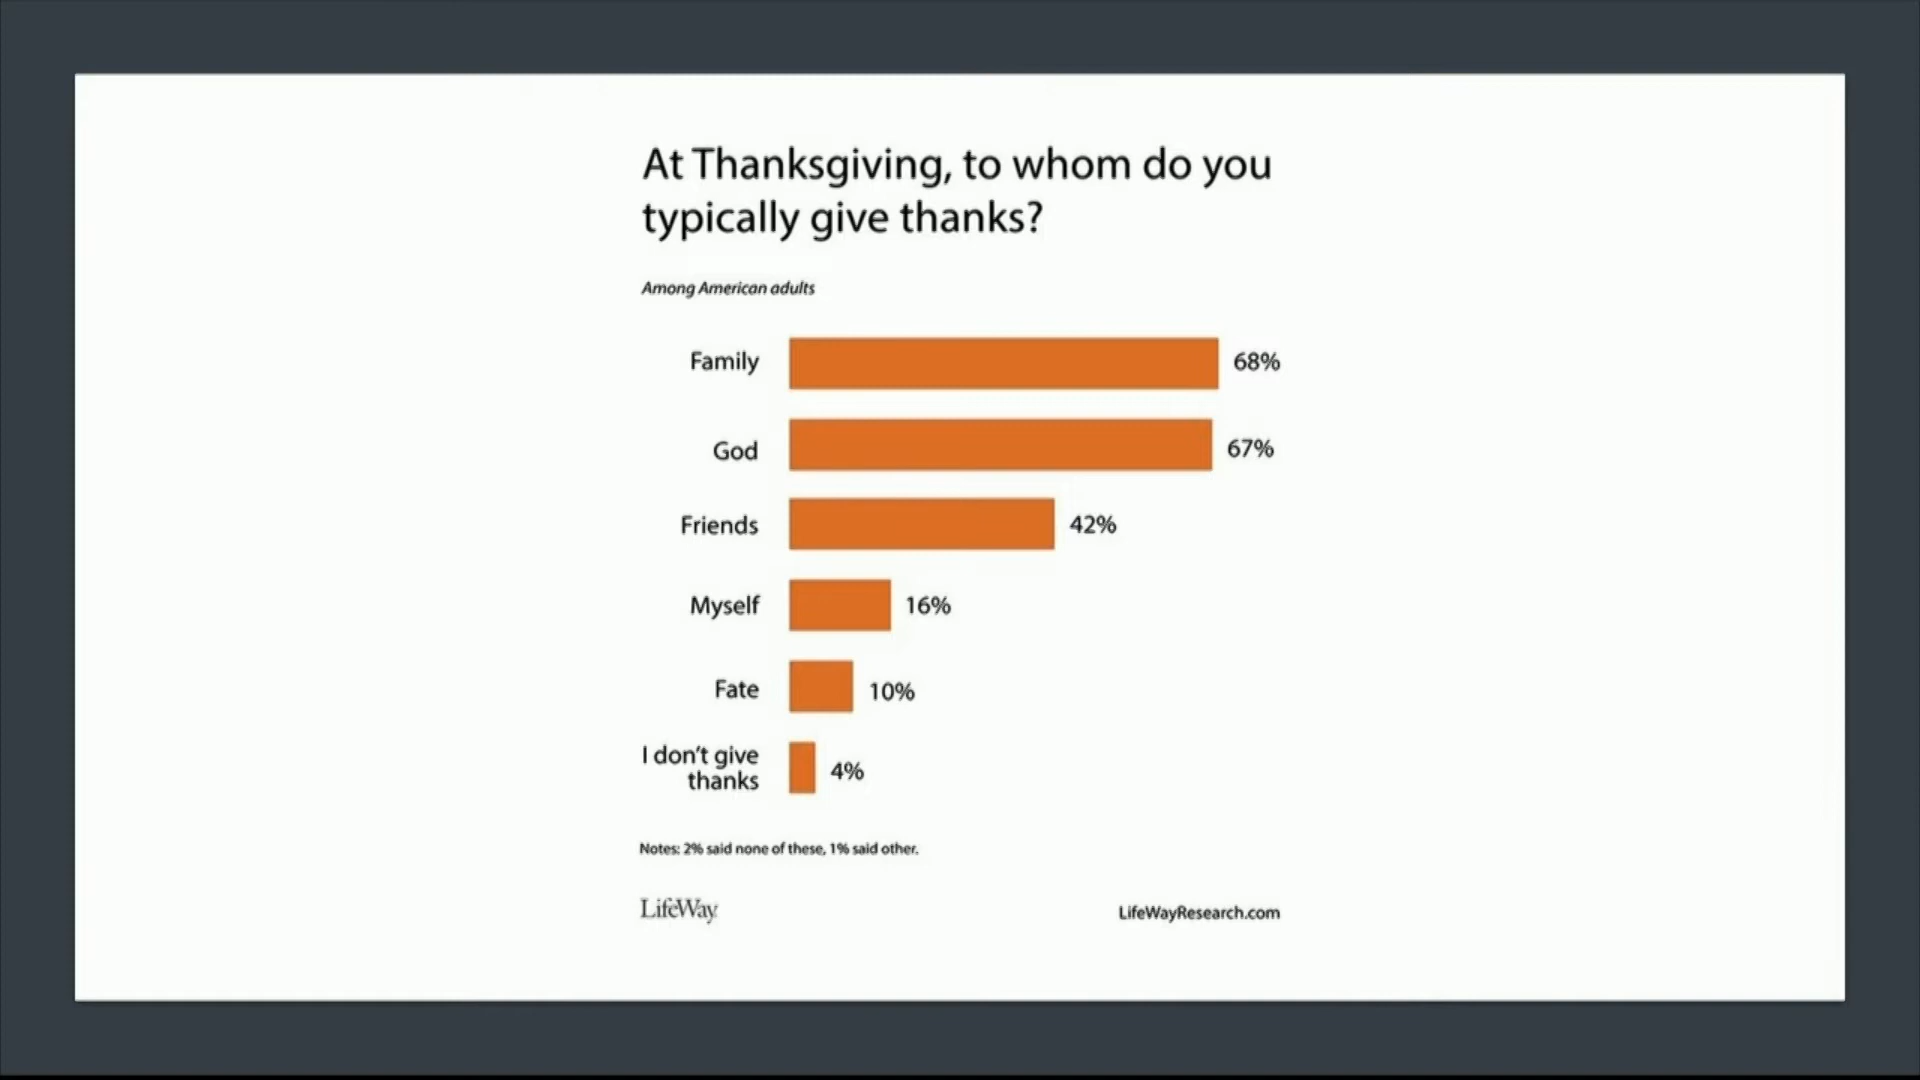 At Thanksgiving, to whom do you
typically give thanks?
Among American adults
Family 68%
God 67%
Friends 42%
Myself 16%
Fate 10%
I don't give
thanks 4%
Notes: 2% said none of these, 1% said other.
LifeWay LifeWayResearch.com